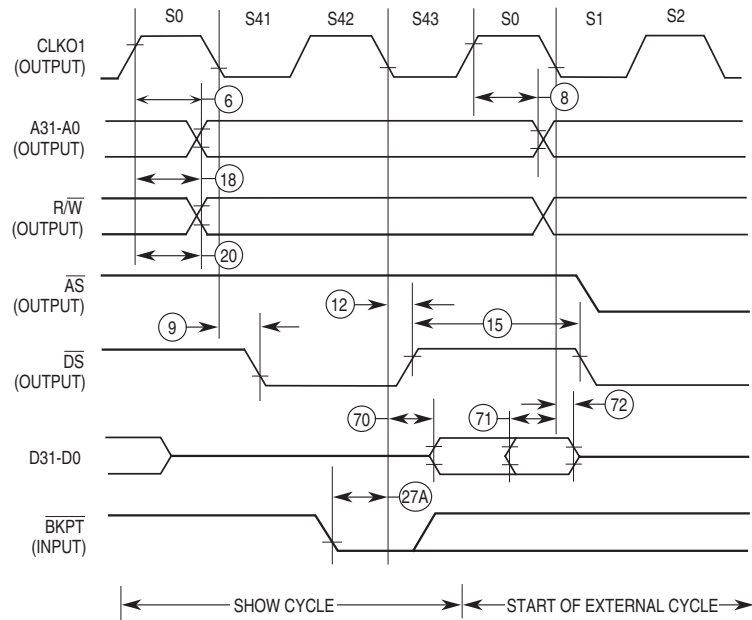 S0 S41 S42 S43 S0 S1 S2
CLKO1
(OUTPUT)
6
8
A31-A0
(OUTPUT)
18
R/W
(OUTPUT)
20
AS
(OUTPUT)
12
15
9
DS
(OUTPUT)
70
71
72
D31-D0
27A
BKPT
(INPUT)
SHOW CYCLE
START OF EXTERNAL CYCLE